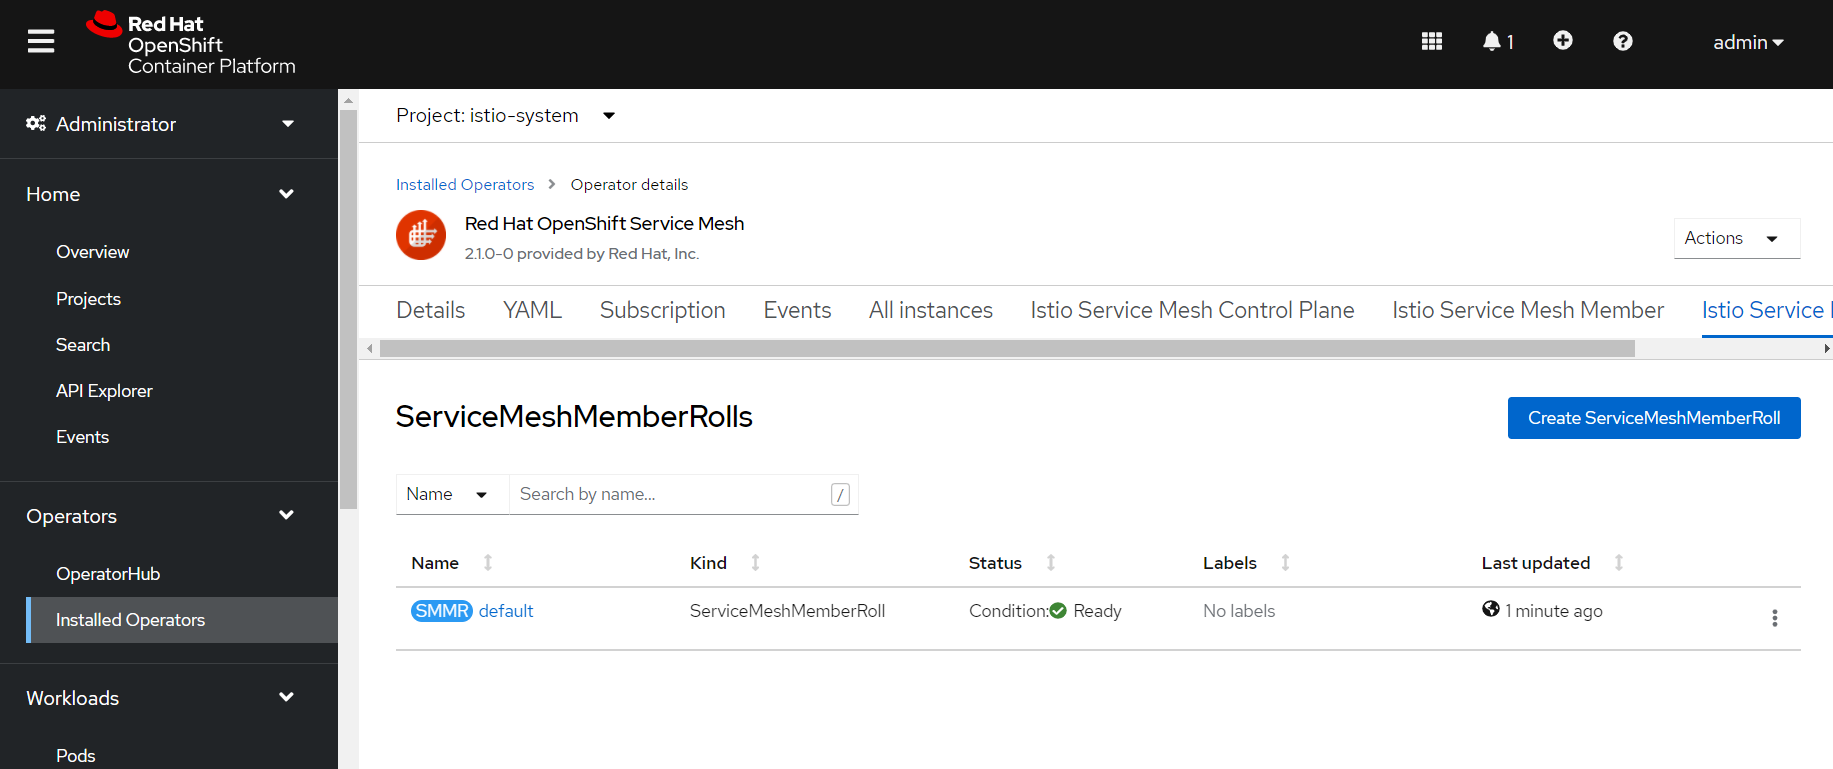 Red Hat
OpenShift
Container Platform
1
admin
Administrator
Home
Overview
Projects
Search
API Explorer
Events
Operators
OperatorHub
Installed Operators
Workloads
Pods
Project: istio-system
Installed Operators > Operator details
Red Hat OpenShift Service Mesh
2.1.0-0 provided by Red Hat, Inc.
Actions
Details YAML Subscription Events All instances Istio Service Mesh Control Plane Istio Service Mesh Member Istio Service
ServiceMeshMemberRolls
Create ServiceMeshMemberRoll
Name Search by name... /
Name Kind Status Labels Last updated
SMMR default ServiceMeshMemberRoll Condition: Ready No labels 1 minute ago